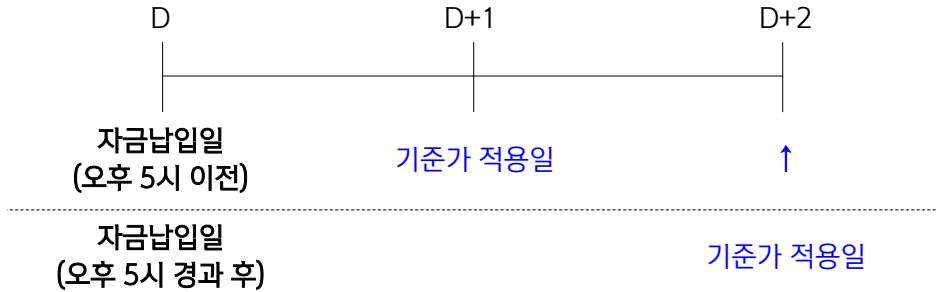 D D+1 D+2
자금납입일
(오후 5시 이전)
기준가 적용일
↑
자금납입일
(오후 5시 경과 후)
기준가 적용일